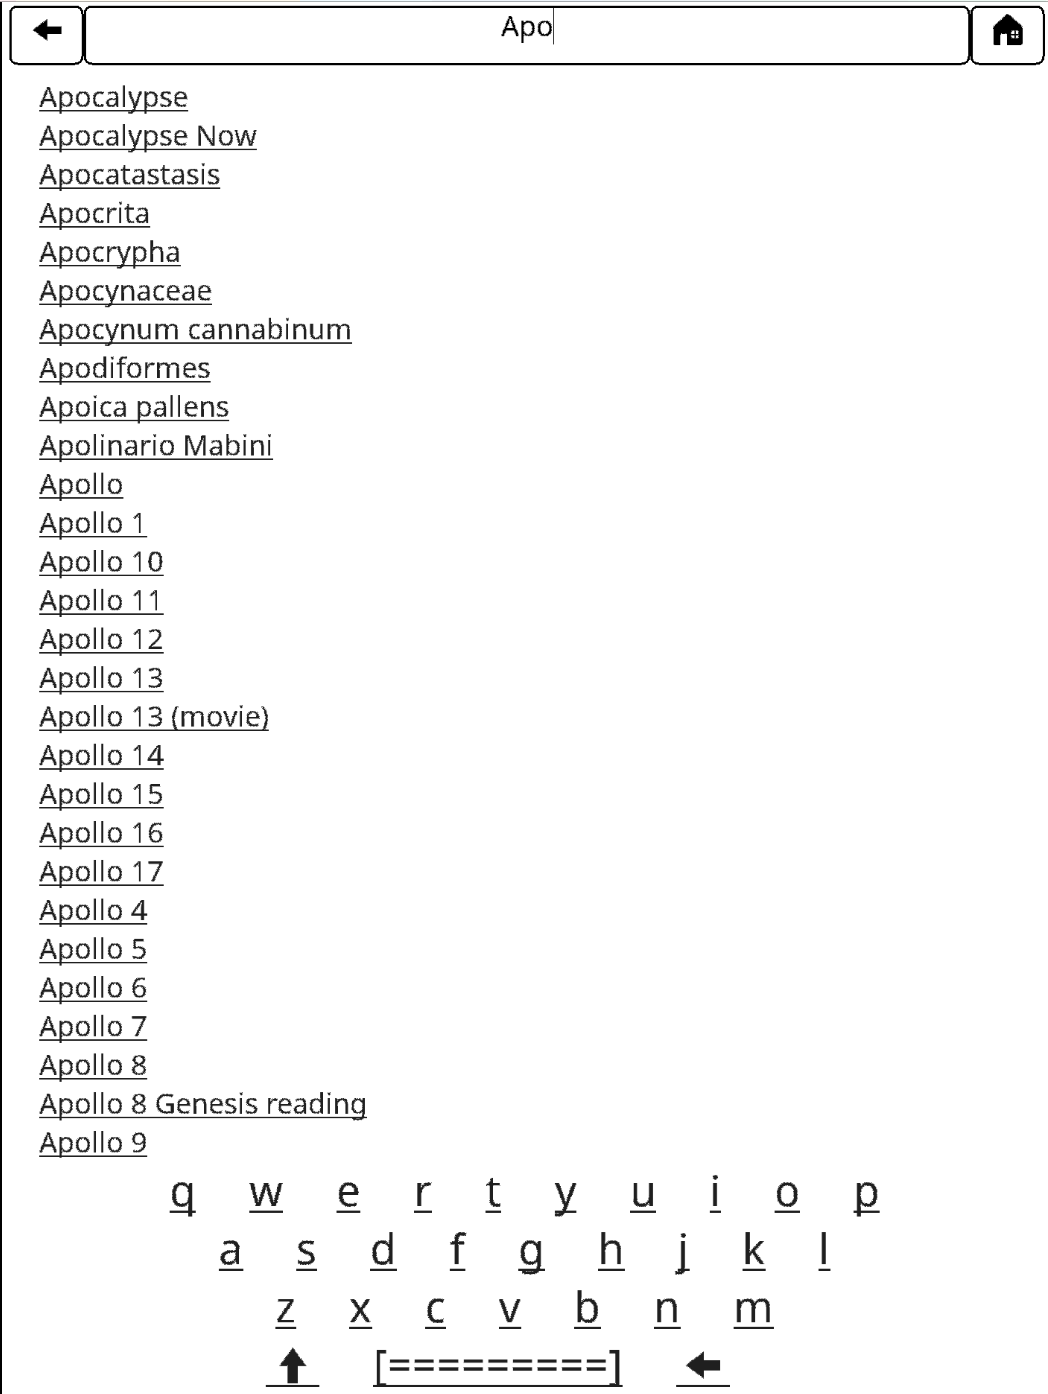 Apo
Apocalypse
Apocalypse Now
Apocatastasis
Apocrita
Apocrypha
Apocynaceae
Apocynum cannabinum
Apodiformes
Apoica pallens
Apolinario Mabini
Apollo
Apollo 1
Apollo 10
Apollo 11
Apollo 12
Apollo 13
Apollo 13 (movie)
Apollo 14
Apollo 15
Apollo 16
Apollo 17
Apollo 4
Apollo 5
Apollo 6
Apollo 7
Apollo 8
Apollo 8 Genesis reading
Apollo 9
q w e r t y u i o p
a s d f g h j k l
z x c v b n m
[=========]